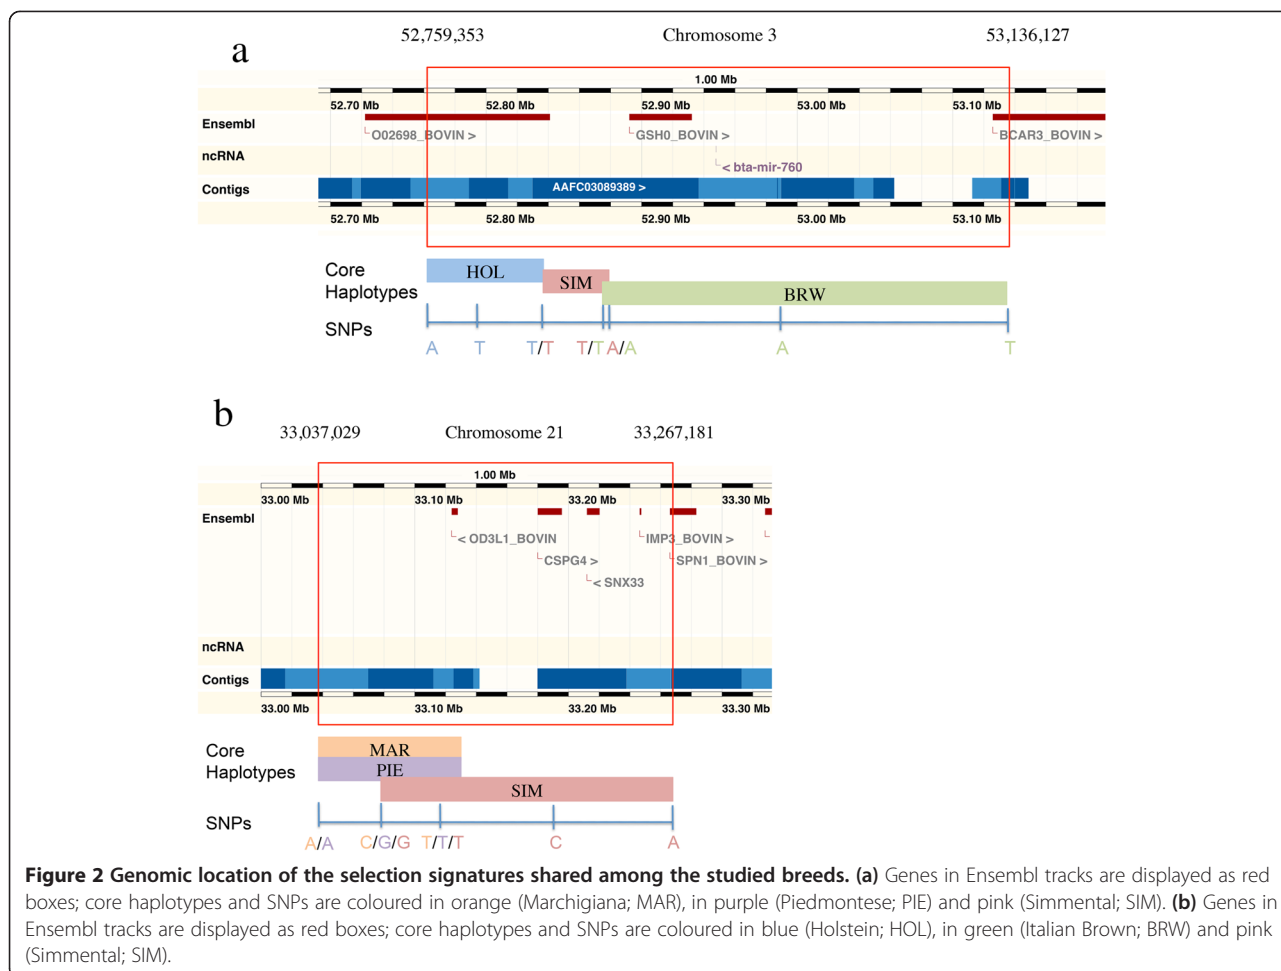 a
52,759,353 Chromosome 3 53,136,127
1.00 Mb
52.70 Mb 52.80 Mb 52.90 Mb 53.00 Mb 53.10 Mb
Ensembl
O02698_BOVIN > GSH0_BOVIN > BCAR3_BOVIN >
ncRNA
< bta-mir-760
Contigs AAFC03089389 >
52.70 Mb 52.80 Mb 52.90 Mb 53.00 Mb 53.10 Mb
Core Haplotypes
HOL
SIM
BRW
SNPs
A T T/T T/T A/A A T
b
33,037,029 Chromosome 21 33,267,181
1.00 Mb
33.00 Mb 33.10 Mb 33.20 Mb 33.30 Mb
Ensembl
< OD3L1_BOVIN IMP3_BOVIN >
CSPG4 > SPN1_BOVIN >
< SNX33
ncRNA
Contigs
33.00 Mb 33.10 Mb 33.20 Mb 33.30 Mb
Core Haplotypes
MAR
PIE
SIM
SNPs
A/A C/G/G T/T/T C A
Figure 2 Genomic location of the selection signatures shared among the studied breeds. (a) Genes in Ensembl tracks are displayed as red
boxes; core haplotypes and SNPs are coloured in orange (Marchigiana; MAR), in purple (Piedmontese; PIE) and pink (Simmental; SIM). (b) Genes in
Ensembl tracks are displayed as red boxes; core haplotypes and SNPs are coloured in blue (Holstein; HOL), in green (Italian Brown; BRW) and pink
(Simmental; SIM).